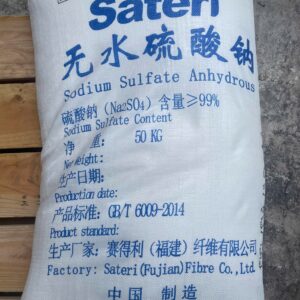 Sateri
无水硫酸钠
Sodium Sulfate Anhydrous
硫酸钠（Na₂SO₄）含量≥99%
Sodium Sulfate Content
净 重: 50 KG
Net Weight:
生产日期:
Production date:
产品标准: GB/T 6009-2014
Product standard:
生产厂家: 赛得利（福建）纤维有限公司
Factory: Sateri(Fujian)Fibre Co.,Ltd.
中国 制造